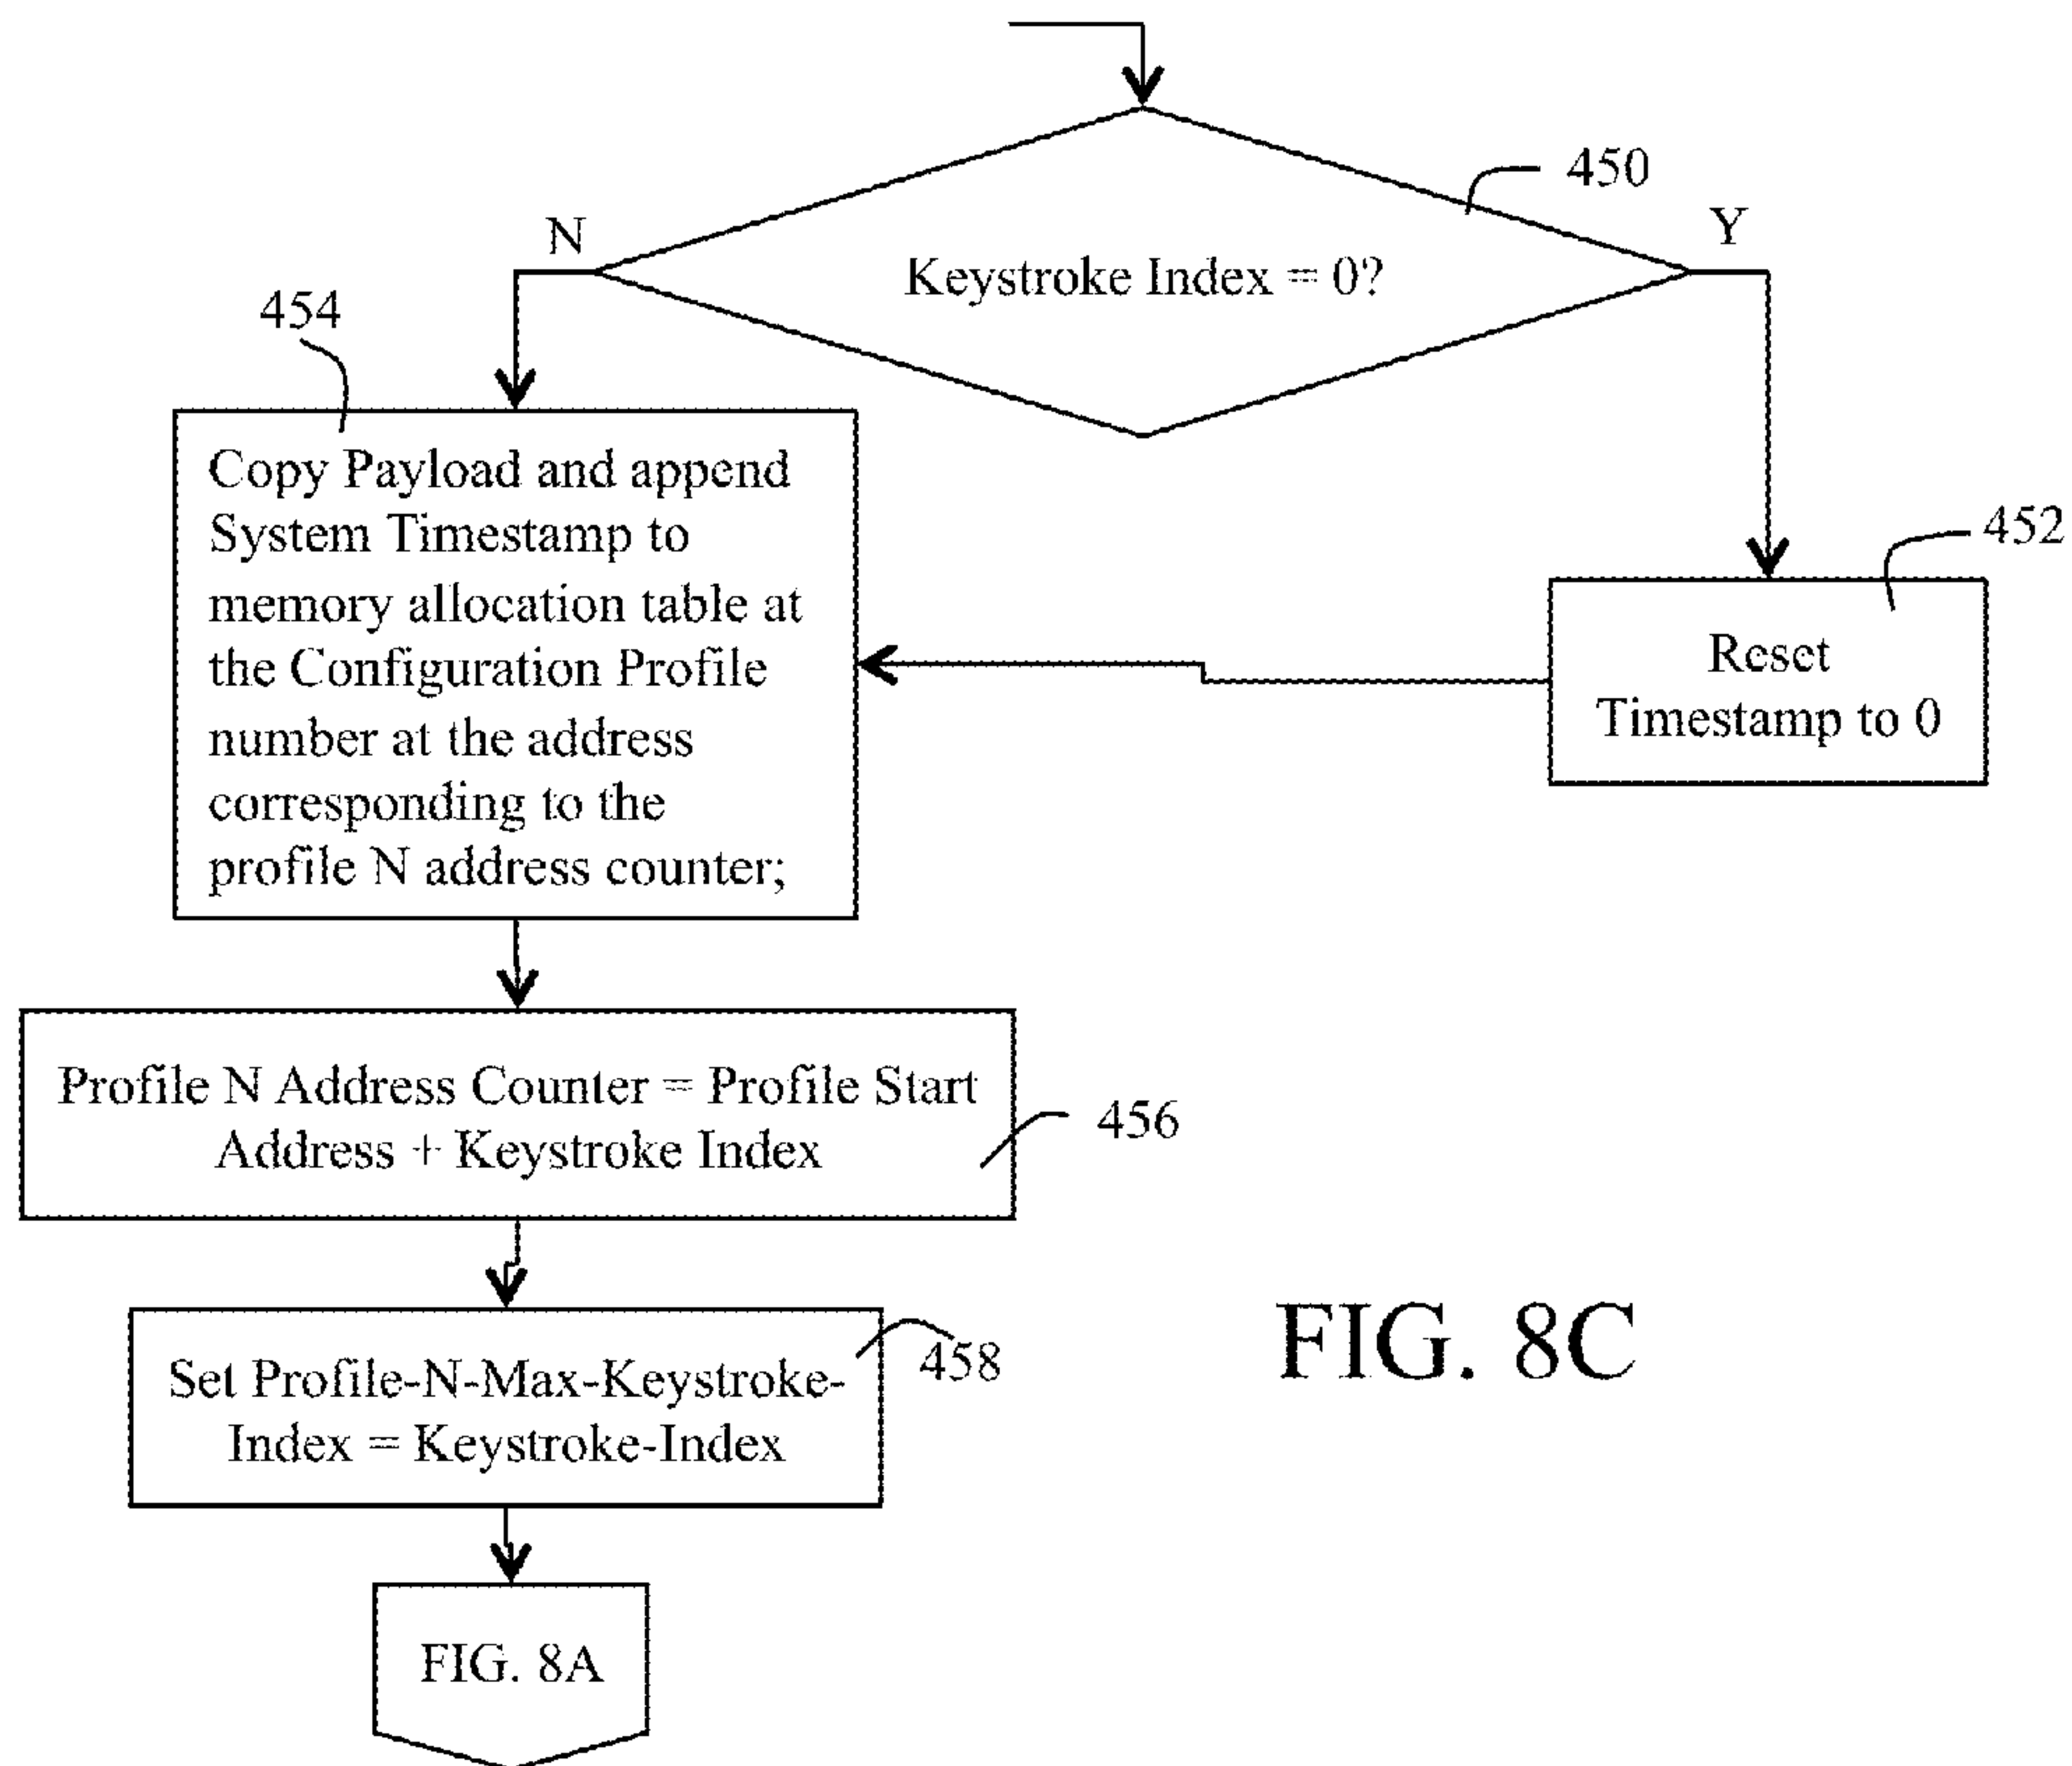 450
N
Y
Keystroke Index = 0?
454
Copy Payload and append
System Timestamp to
memory allocation table at
the Configuration Profile
number at the address
corresponding to the
profile N address counter;
452
Reset
Timestamp to 0
Profile N Address Counter = Profile Start
Address + Keystroke Index
456
Set Profile-N-Max-Keystroke-
Index = Keystroke-Index
458
FIG. 8C
FIG. 8A